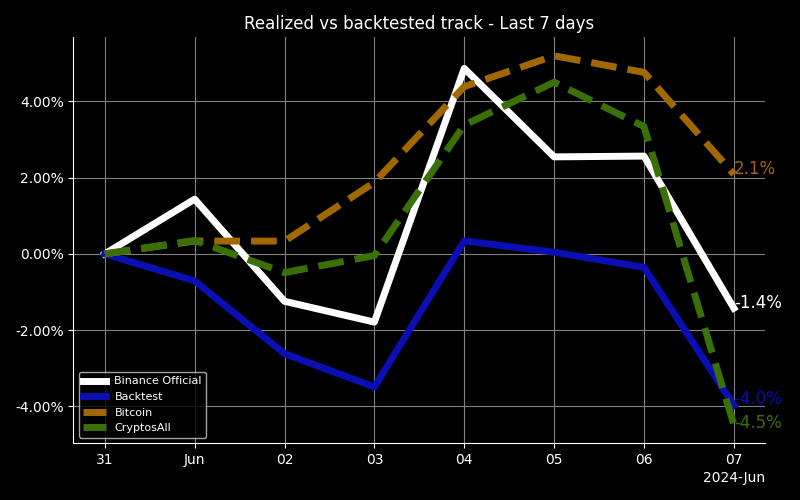 Realized vs backtested track - Last 7 days
4.00%
2.00%
0.00%
-2.00%
-4.00%
2.1%
-1.4%
-4.0%
-4.5%
Binance Official
Backtest
Bitcoin
CryptosAll
31 Jun 02 03 04 05 06 07
2024-Jun